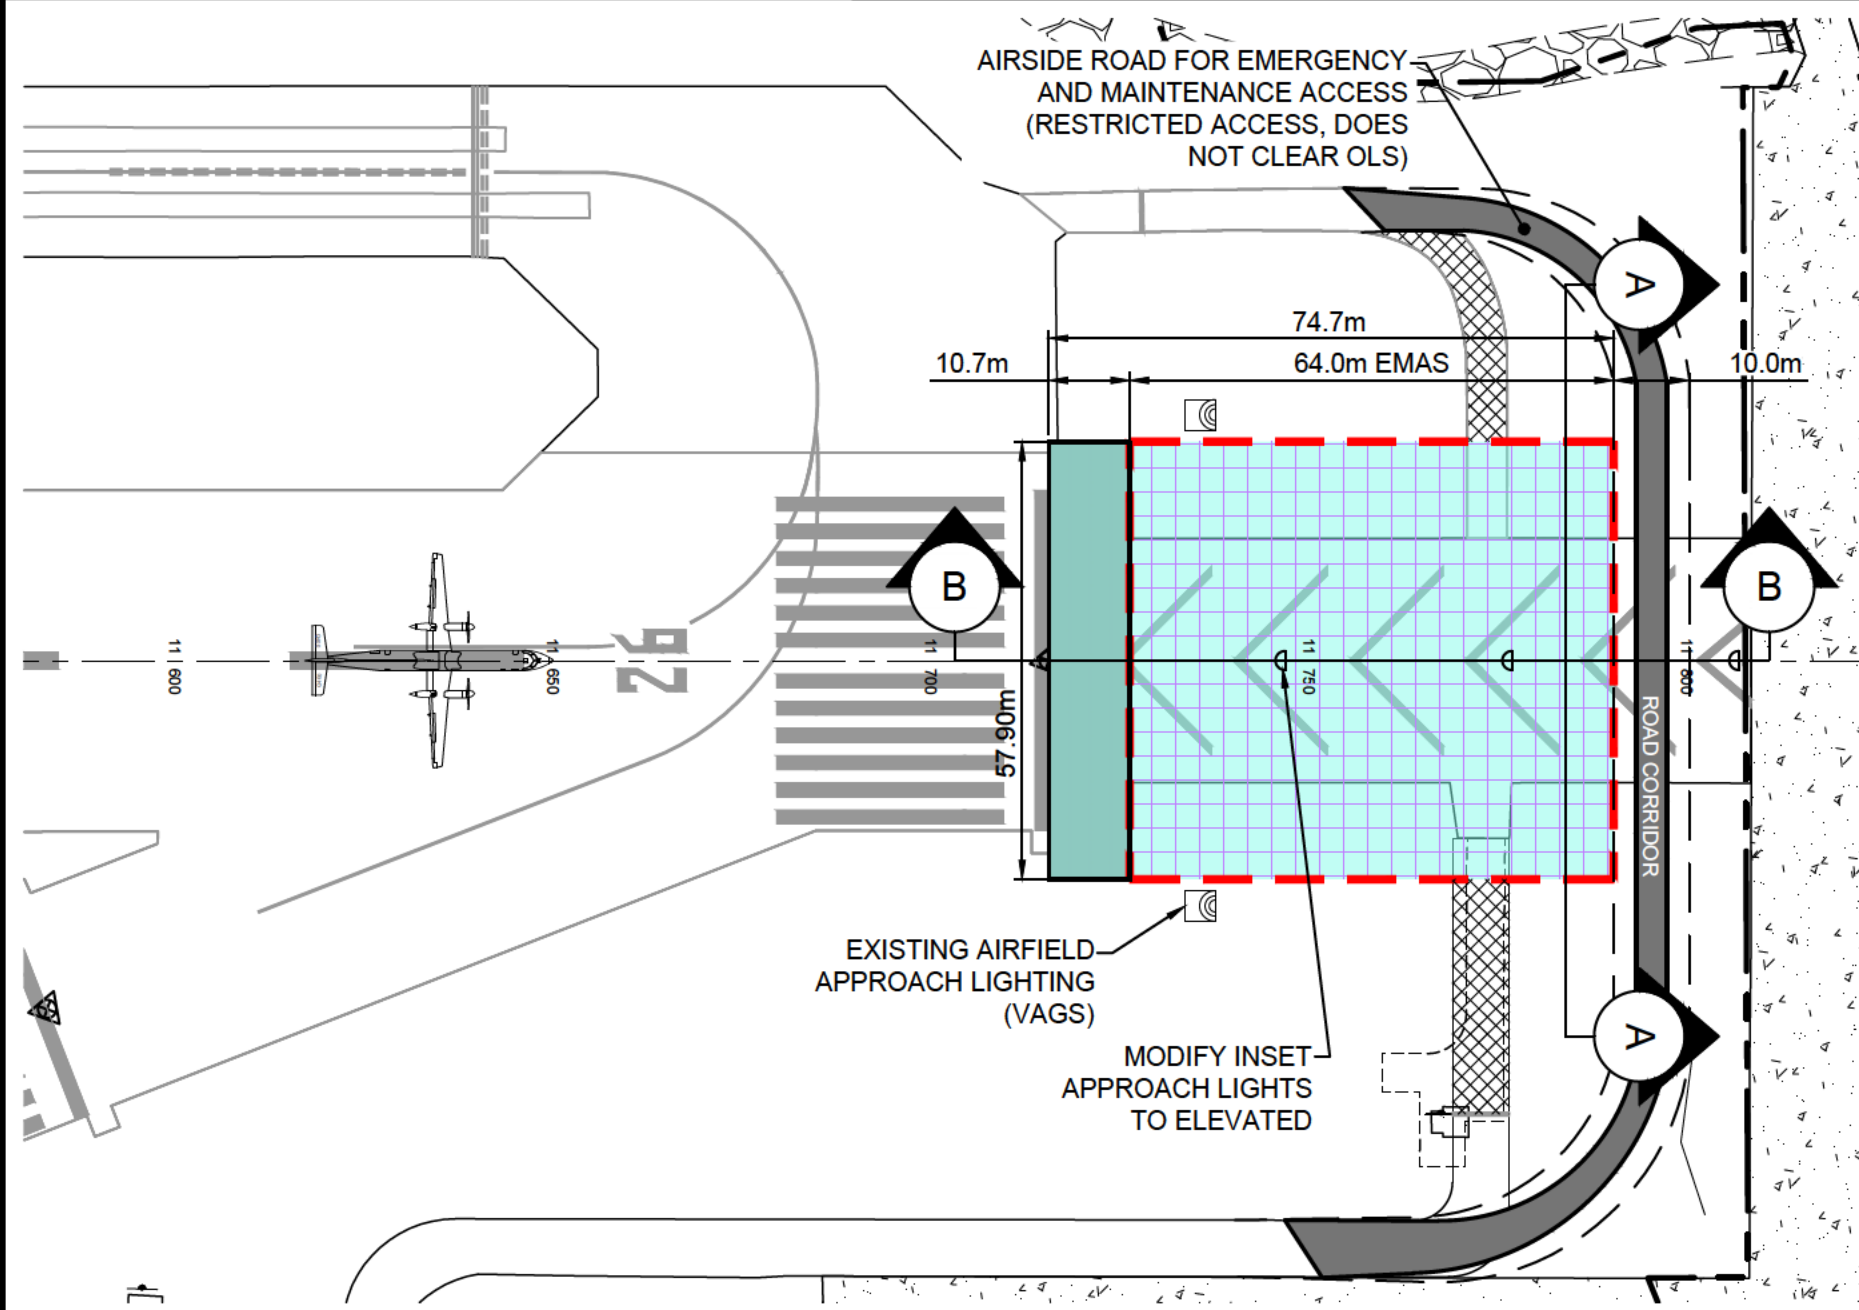 AIRSIDE ROAD FOR EMERGENCY
AND MAINTENANCE ACCESS
(RESTRICTED ACCESS, DOES
NOT CLEAR OLS)
A
74.7m
10.7m
64.0m EMAS
10.0m
B
B
11
600
11
650
26
11
700
11
750
11
800
57.90m
ROAD CORRIDOR
EXISTING AIRFIELD
APPROACH LIGHTING
(VAGS)
A
MODIFY INSET
APPROACH LIGHTS
TO ELEVATED